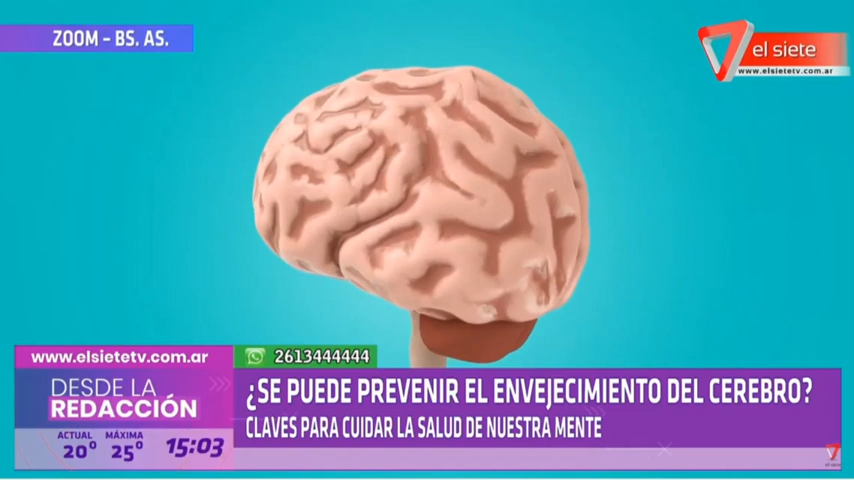 ZOOM – BS. AS.
el siete
www.elsietetv.com.ar
www.elsietetv.com.ar
2613444444
DESDE LA
REDACCIÓN
¿SE PUEDE PREVENIR EL ENVEJECIMIENTO DEL CEREBRO?
CLAVES PARA CUIDAR LA SALUD DE NUESTRA MENTE
ACTUAL MÁXIMA
20° 25° 15:03
el siete